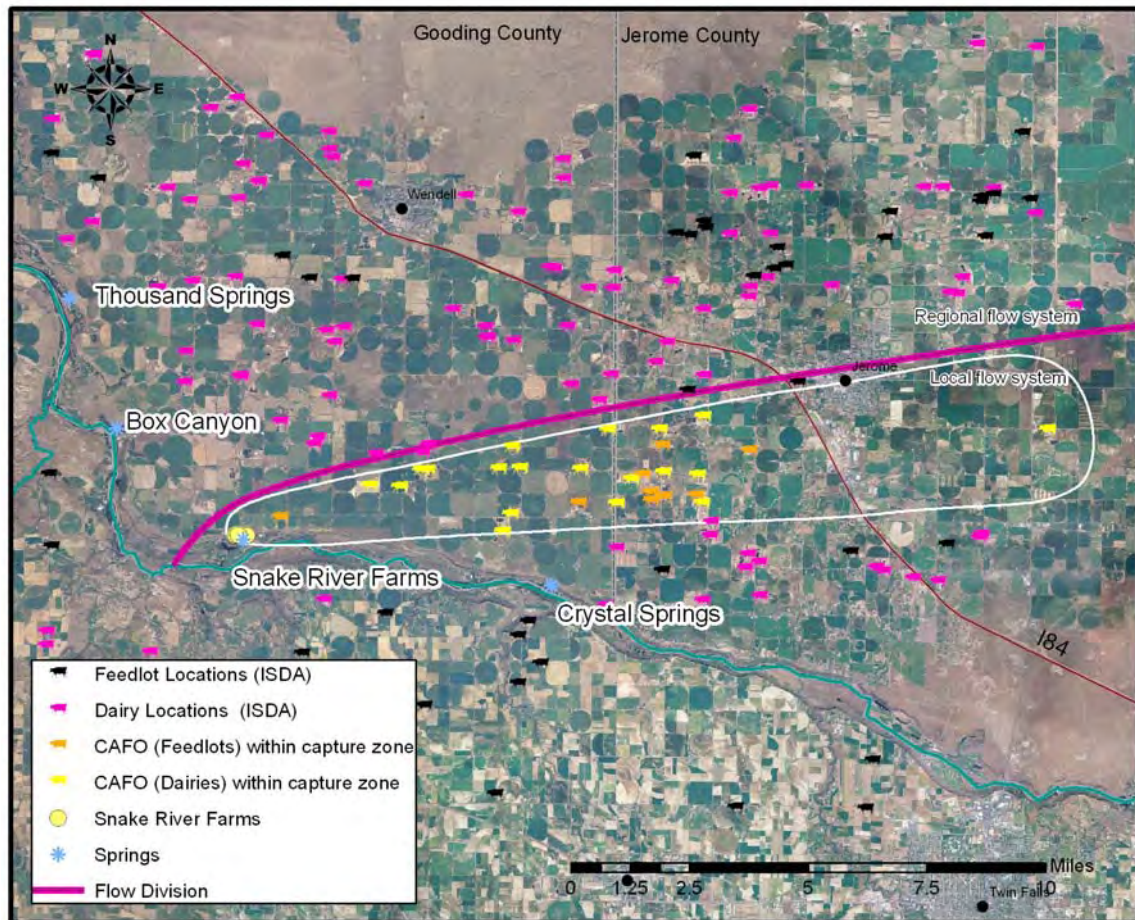 Gooding County
Jerome County
N
W
E
S
Wendell
Thousand Springs
Regional flow system
Jerome
Local flow system
Box Canyon
Snake River Farms
Crystal Springs
I84
Feedlot Locations (ISDA)
Dairy Locations (ISDA)
CAFO (Feedlots) within capture zone
CAFO (Dairies) within capture zone
Snake River Farms
Springs
Flow Division
Miles
0 1.25 2.5 5 7.5 10
Twin Falls